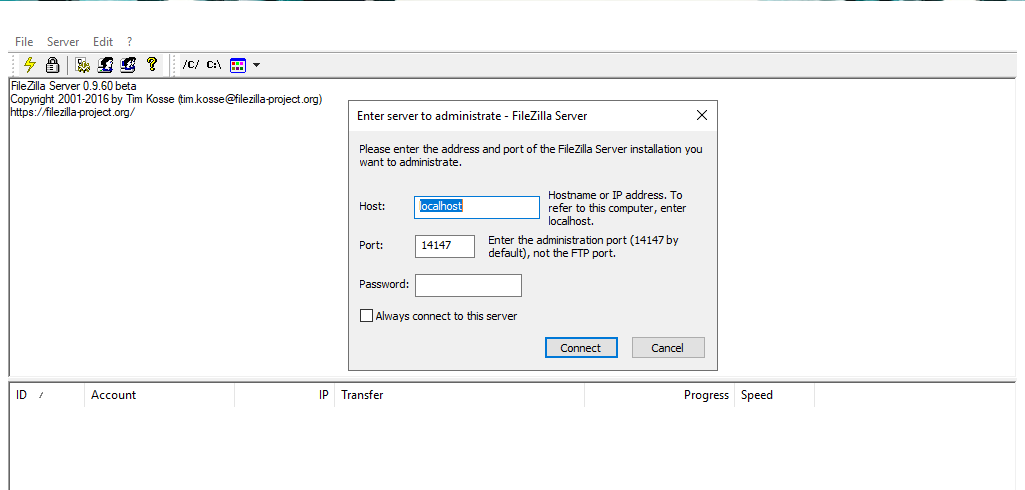 File Server Edit ?
/C/ C:\
FileZilla Server 0.9.60 beta
Copyright 2001-2016 by Tim Kosse (tim.kosse@filezilla-project.org)
https://filezilla-project.org/
Enter server to administrate - FileZilla Server
Please enter the address and port of the FileZilla Server installation you
want to administrate.
Host:
localhost
Hostname or IP address. To
refer to this computer, enter
localhost.
Port:
14147
Enter the administration port (14147 by
default), not the FTP port.
Password:
Always connect to this server
Connect Cancel
ID / Account IP Transfer Progress Speed